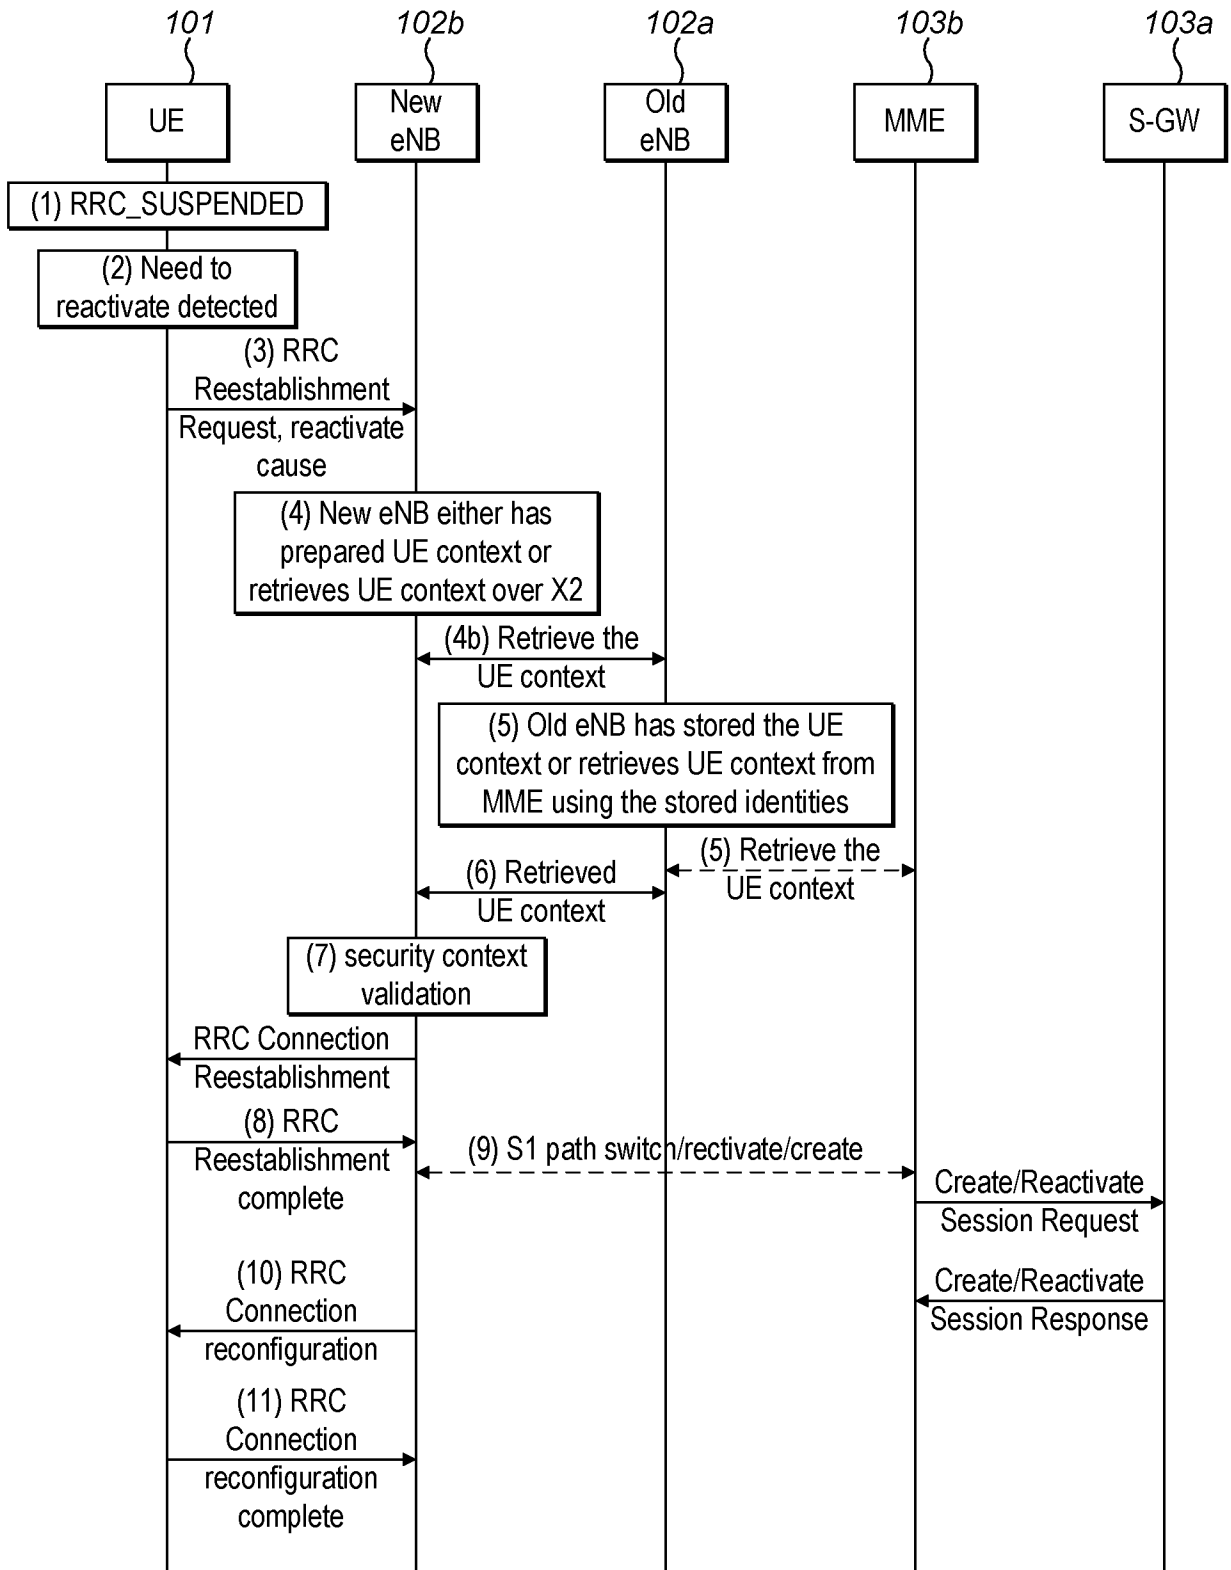 101
102b
102a
103b
103a
UE
New
eNB
Old
eNB
MME
S-GW
(1) RRC_SUSPENDED
(2) Need to
reactivate detected
(3) RRC
Reestablishment
Request, reactivate
cause
(4) New eNB either has
prepared UE context or
retrieves UE context over X2
(4b) Retrieve the
UE context
(5) Old eNB has stored the UE
context or retrieves UE context from
MME using the stored identities
(5) Retrieve the
UE context
(6) Retrieved
UE context
(7) security context
validation
RRC Connection
Reestablishment
(8) RRC
Reestablishment
complete
(9) S1 path switch/rectivate/create
Create/Reactivate
Session Request
Create/Reactivate
Session Response
(10) RRC
Connection
reconfiguration
(11) RRC
Connection
reconfiguration
complete